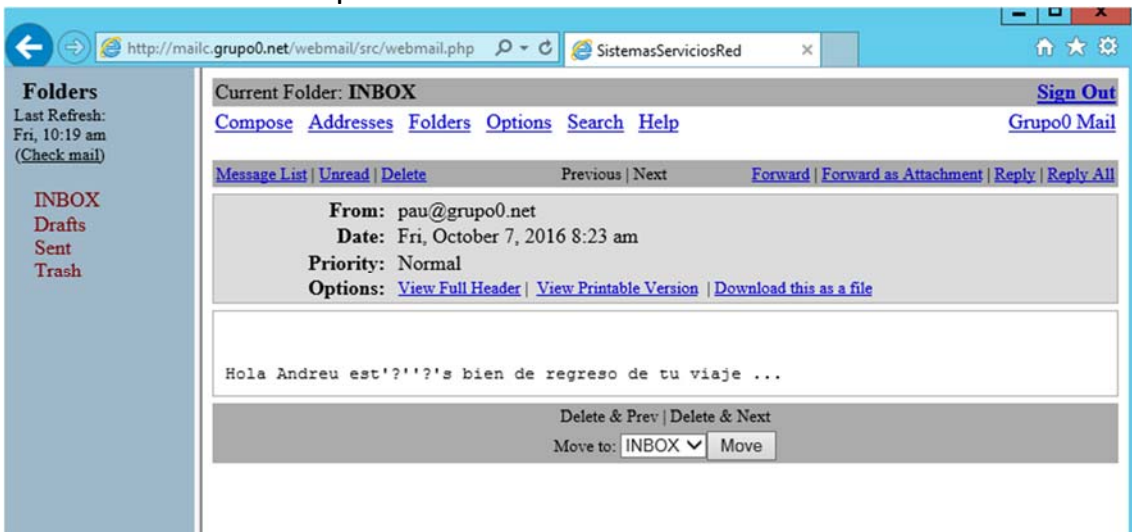 http://mailc.grupo0.net/webmail/src/webmail.php
SistemasServiciosRed
Folders
Last Refresh:
Fri, 10:19 am
(Check mail)
INBOX
Drafts
Sent
Trash
Current Folder: INBOX Sign Out
Compose Addresses Folders Options Search Help Grupo0 Mail
Message List | Unread | Delete Previous | Next Forward | Forward as Attachment | Reply | Reply All
From: pau@grupo0.net
Date: Fri, October 7, 2016 8:23 am
Priority: Normal
Options: View Full Header | View Printable Version | Download this as a file
Hola Andreu est'?''?'s bien de regreso de tu viaje ...
Delete & Prev | Delete & Next
Move to: INBOX Move